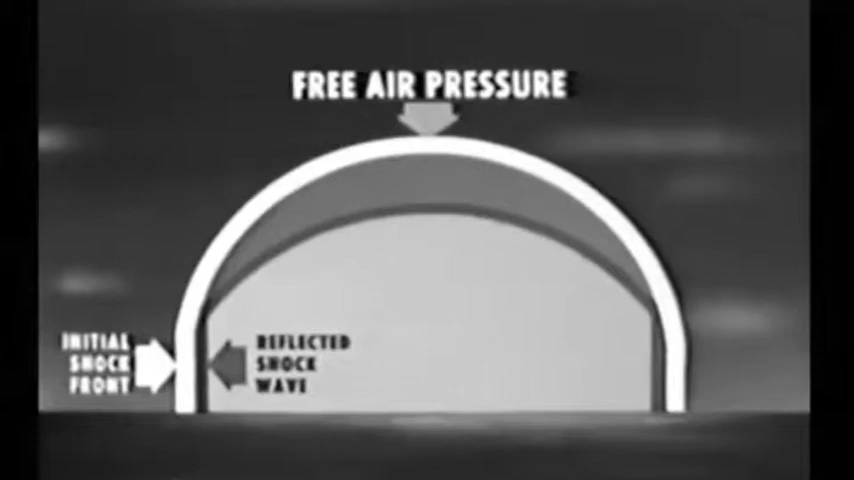 FREE AIR PRESSURE
INITIAL
SHOCK
FRONT
REFLECTED
SHOCK
WAVE